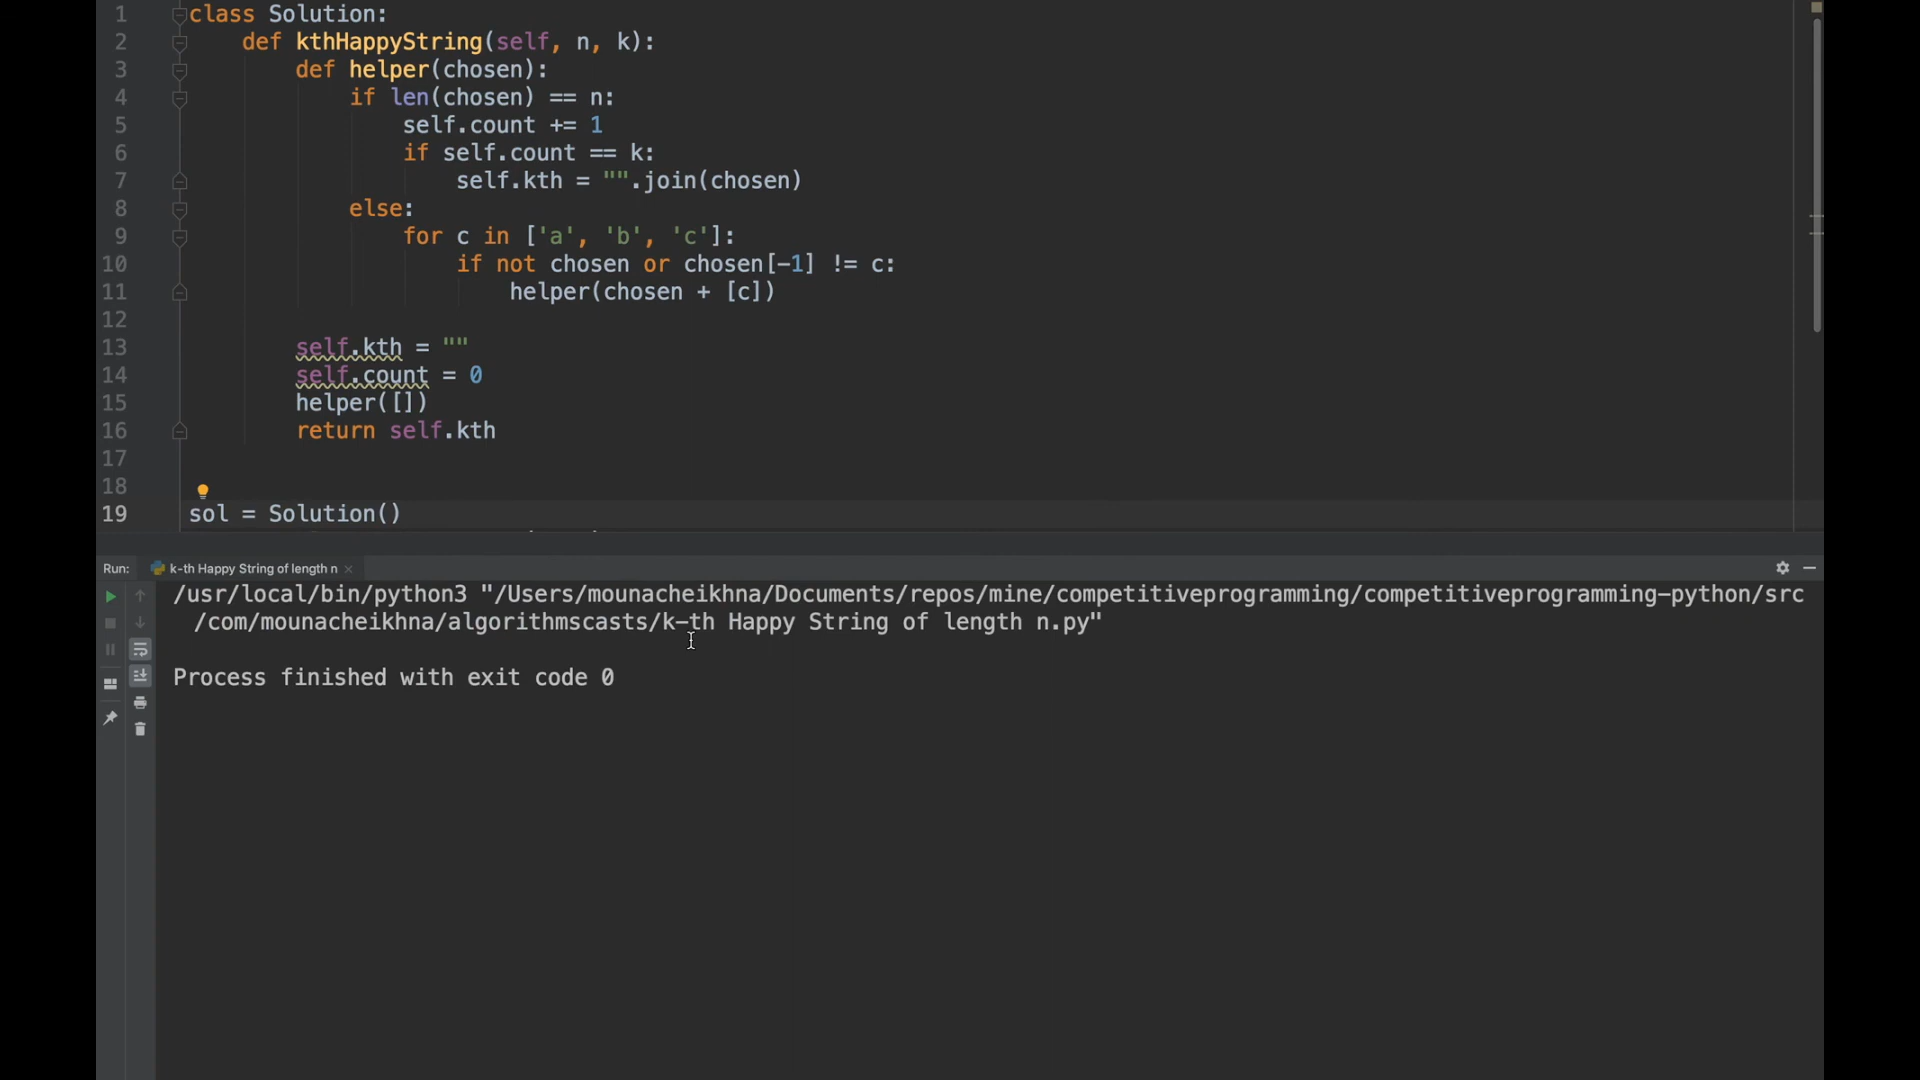 1 class Solution:
2 def kthHappyString(self, n, k):
3 def helper(chosen):
4 if len(chosen) == n:
5 self.count += 1
6 if self.count == k:
7 self.kth = "".join(chosen)
8 else:
9 for c in ['a', 'b', 'c']:
10 if not chosen or chosen[-1] != c:
11 helper(chosen + [c])
12
13 self.kth = ""
14 self.count = 0
15 helper([])
16 return self.kth
17
18
19 sol = Solution()
Run: k-th Happy String of length n
/usr/local/bin/python3 "/Users/mounacheikhna/Documents/repos/mine/competitiveprogramming/competitiveprogramming-python/src
/com/mounacheikhna/algorithmscasts/k-th Happy String of length n.py"
Process finished with exit code 0